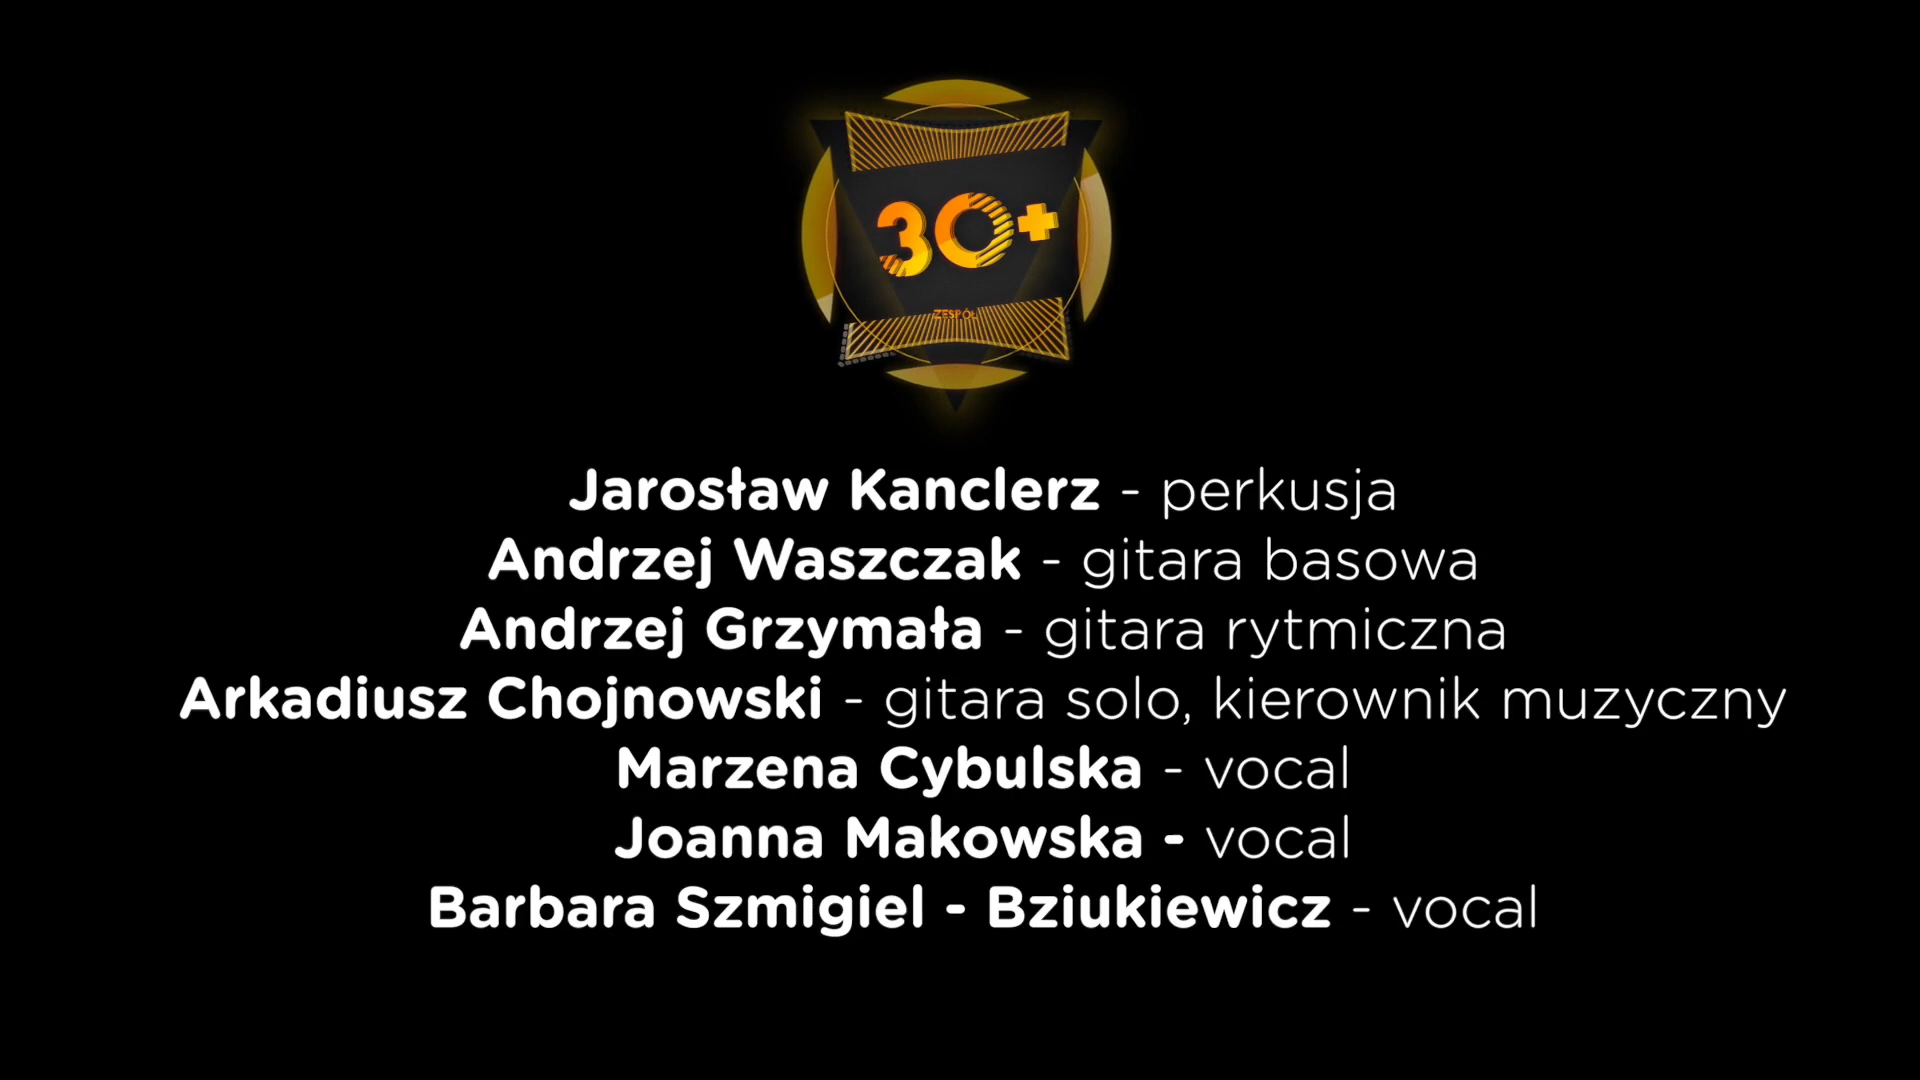 30+
ZESPÓŁ
Jarosław Kanclerz - perkusja
Andrzej Waszczak - gitara basowa
Andrzej Grzymała - gitara rytmiczna
Arkadiusz Chojnowski - gitara solo, kierownik muzyczny
Marzena Cybulska - vocal
Joanna Makowska - vocal
Barbara Szmigiel - Bziukiewicz - vocal